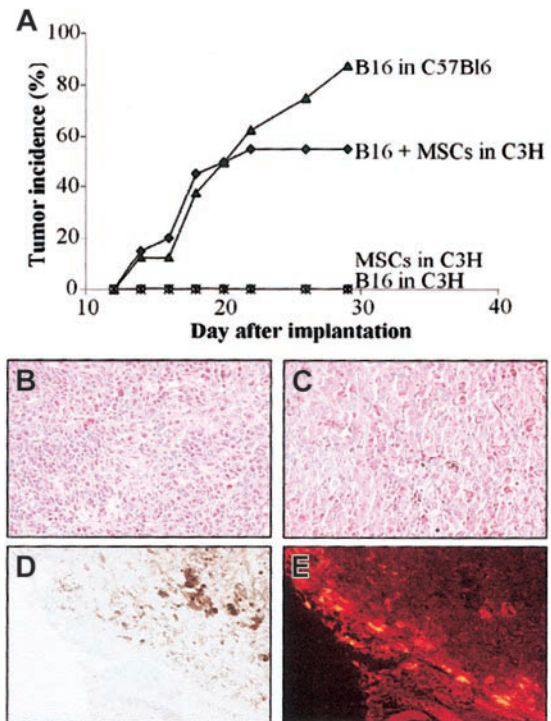 A
100
80
60
40
20
0
Tumor incidence (%)
B16 in C57Bl6
B16 + MSCs in C3H
MSCs in C3H
B16 in C3H
10
20
30
40
Day after implantation
B
C
D
E